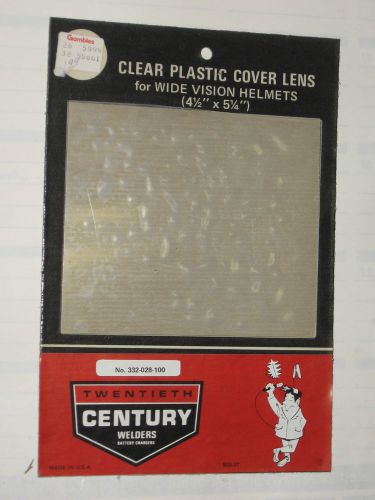 Gambles
CLEAR PLASTIC COVER LENS
for WIDE VISION HELMETS
(4½" x 5¼")
No. 332-028-100
TWENTIETH
CENTURY
WELDERS
BATTERY CHARGERS
MADE IN U.S.A.